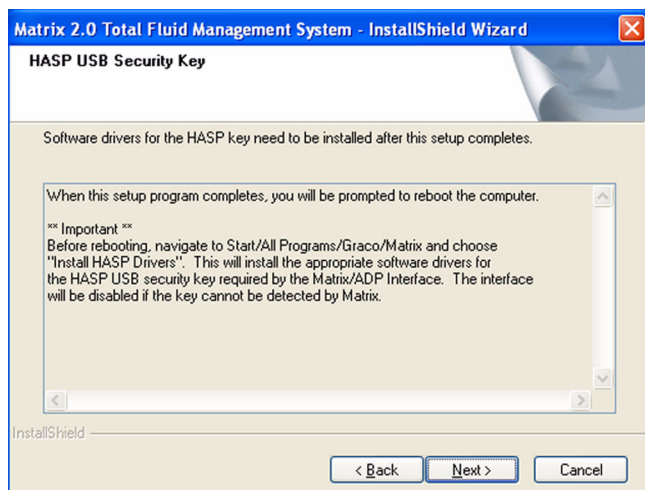 Matrix 2.0 Total Fluid Management System - InstallShield Wizard
HASP USB Security Key
Software drivers for the HASP key need to be installed after this setup completes.
When this setup program completes, you will be prompted to reboot the computer.
** Important **
Before rebooting, navigate to Start/All Programs/Graco/Matrix and choose
"Install HASP Drivers". This will install the appropriate software drivers for
the HASP USB security key required by the Matrix/ADP Interface. The interface
will be disabled if the key cannot be detected by Matrix.
InstallShield
< Back Next > Cancel